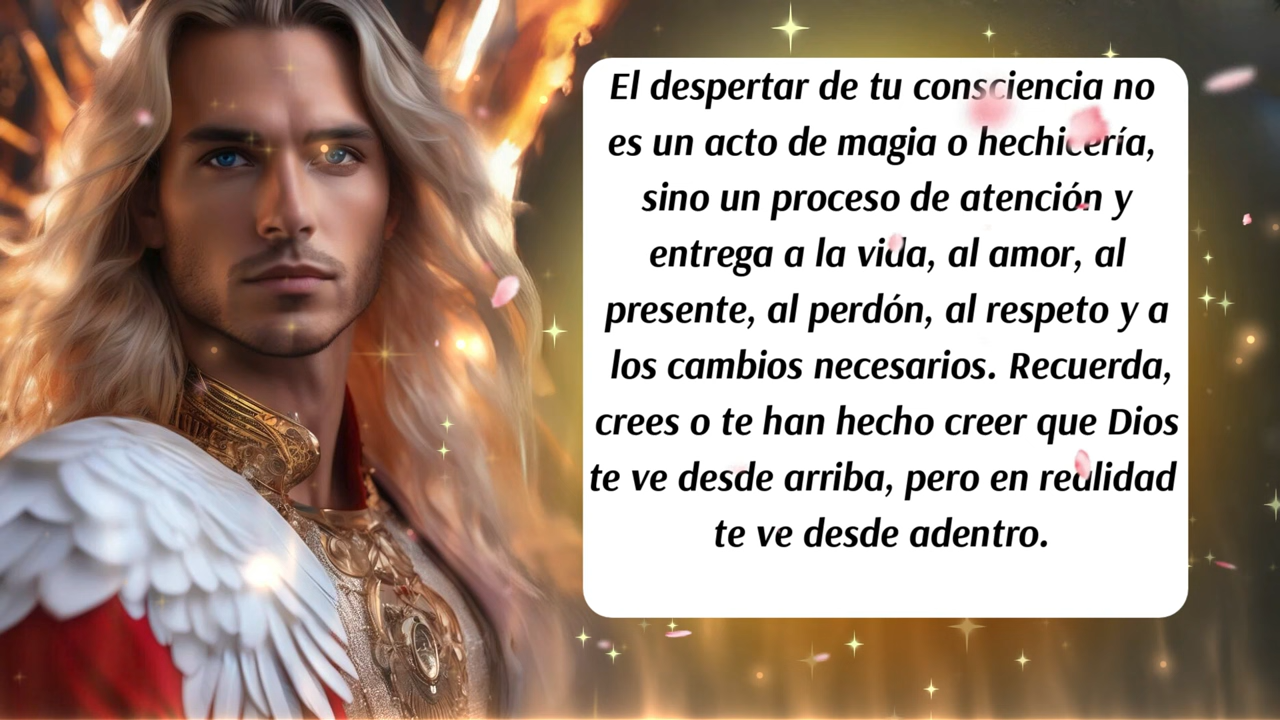 El despertar de tu consciencia no
es un acto de magia o hechicería,
sino un proceso de atención y
entrega a la vida, al amor, al
presente, al perdón, al respeto y a
los cambios necesarios. Recuerda,
crees o te han hecho creer que Dios
te ve desde arriba, pero en realidad
te ve desde adentro.